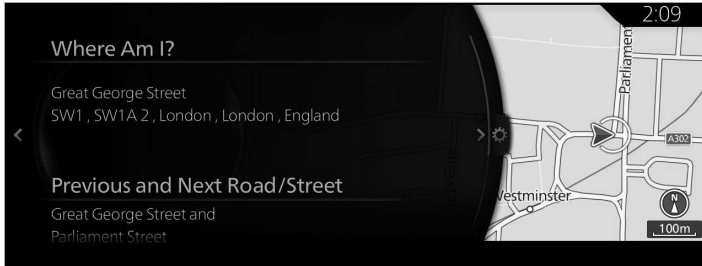 2:09
Where Am I?
Great George Street
SW1 , SW1A 2 , London , London , England
Previous and Next Road/Street
Great George Street and
Parliament Street
Parliament
A302
Westminster
N
100m